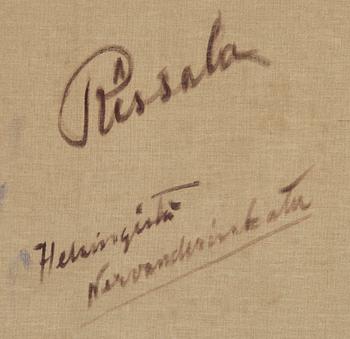 Rissala
Helsingistä
Nervanderinkatu